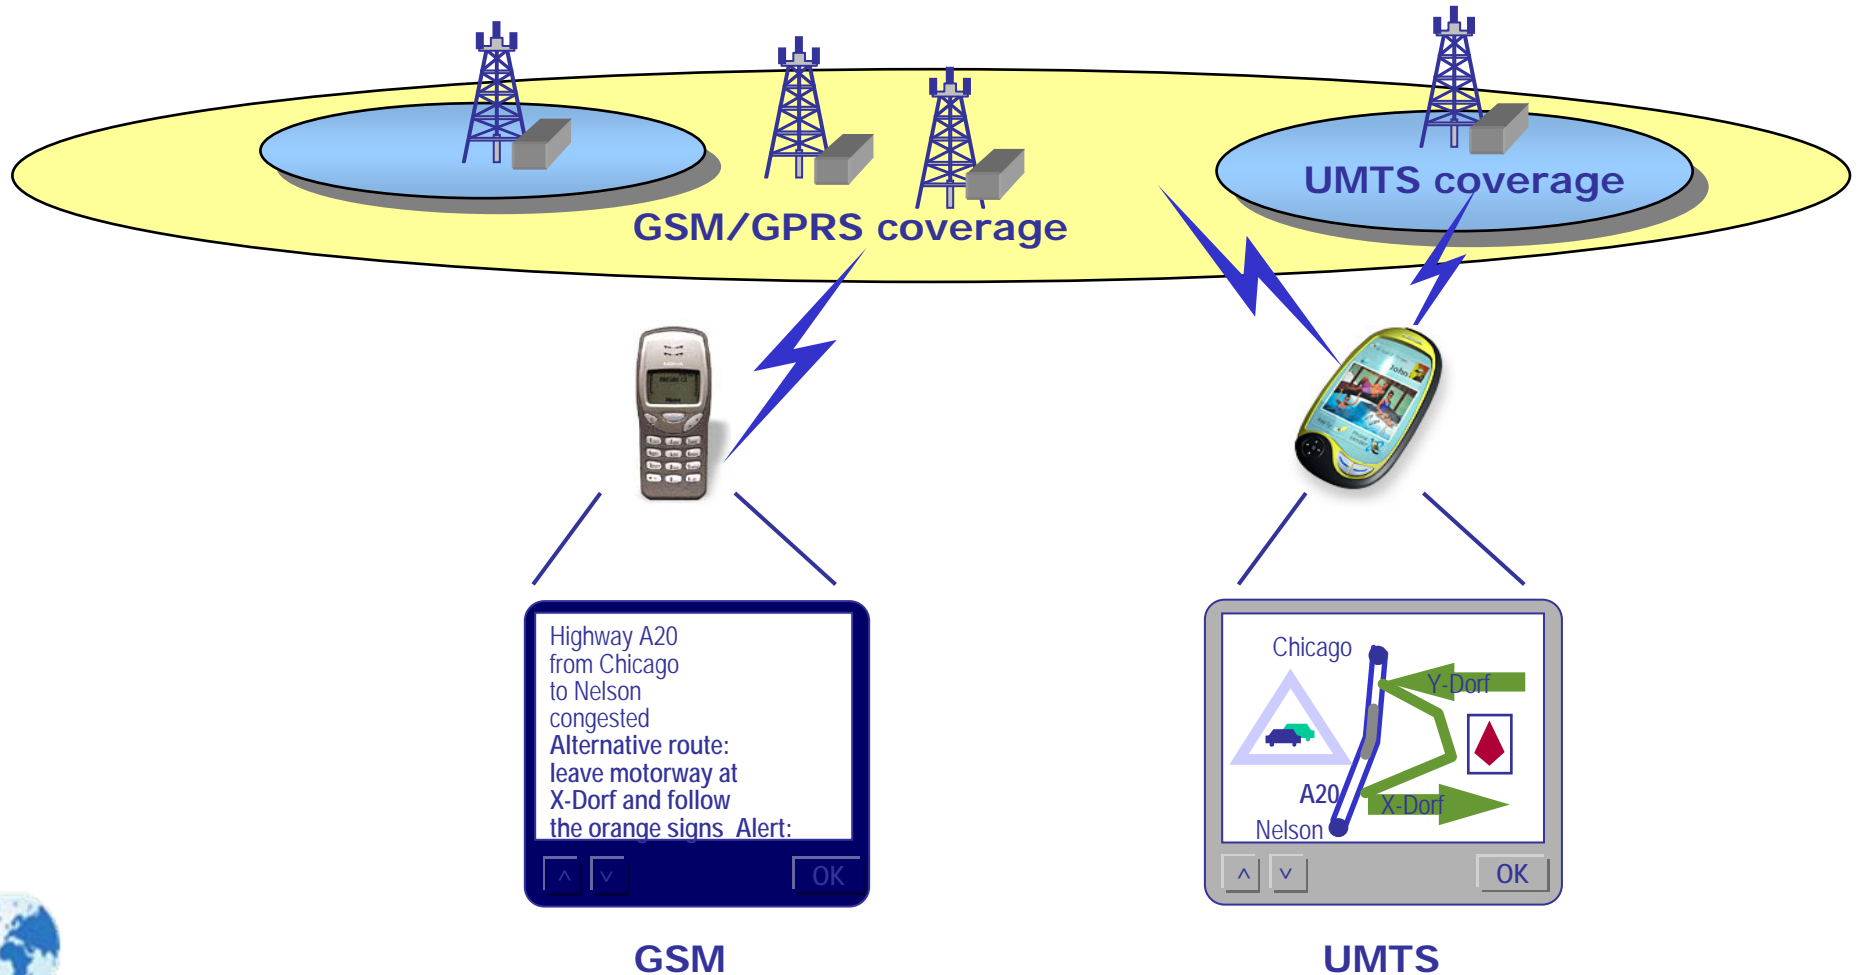 UMTS coverage
GSM/GPRS coverage
John
Highway A20
from Chicago
to Nelson
congested
Alternative route:
leave motorway at
X-Dorf and follow
the orange signs Alert:
^ v OK
Chicago
Y-Dorf
A20
X-Dorf
Nelson
^ v OK
GSM
UMTS